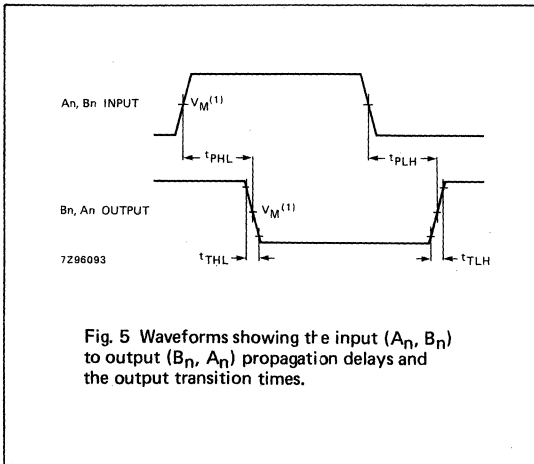 An, Bn INPUT
VM(1)
tPHL
tPLH
Bn, An OUTPUT
VM(1)
7Z96093
tTHL
tTLH
Fig. 5 Waveforms showing the input (An, Bn)
to output (Bn, An) propagation delays and
the output transition times.